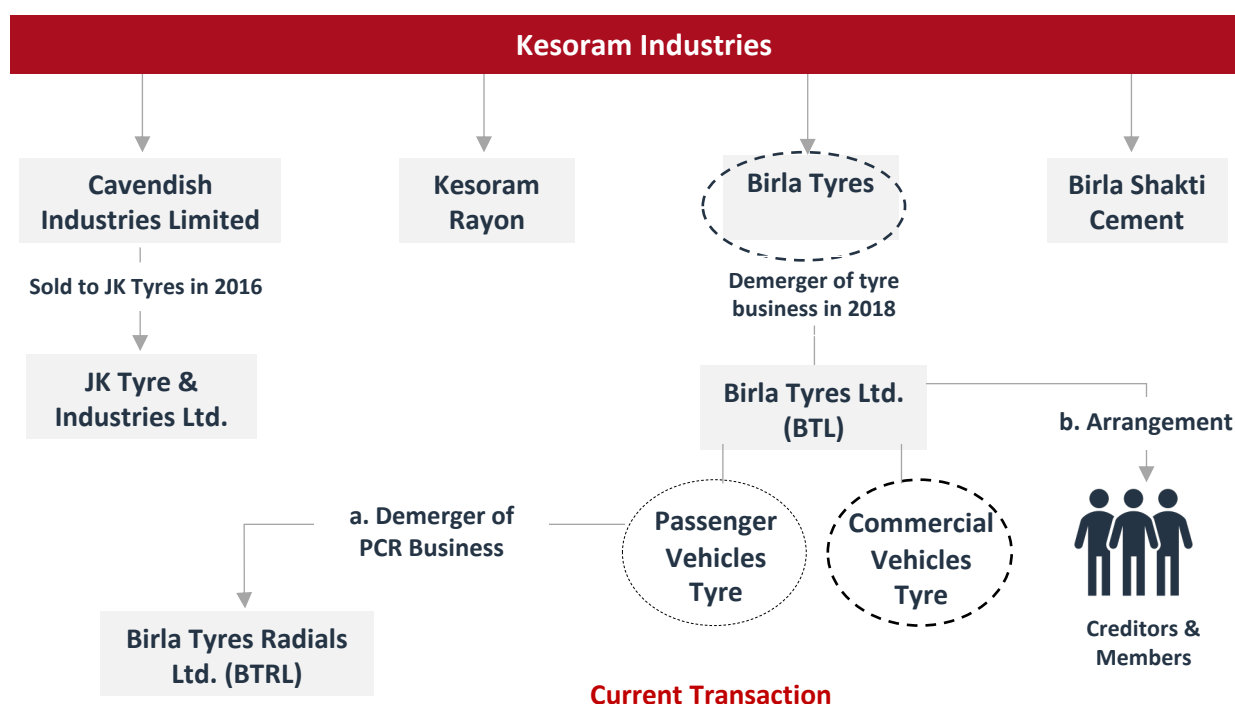 Kesoram Industries
Cavendish
Industries Limited
Kesoram
Rayon
Birla Tyres
Birla Shakti
Cement
Sold to JK Tyres in 2016
Demerger of tyre
business in 2018
JK Tyre &
Industries Ltd.
Birla Tyres Ltd.
(BTL)
b. Arrangement
a. Demerger of
PCR Business
Passenger
Vehicles
Tyre
Commercial
Vehicles
Tyre
Creditors &
Members
Birla Tyres Radials
Ltd. (BTRL)
Current Transaction